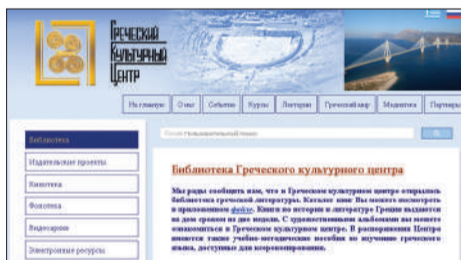 Греческий
Культурный
Центр
На главную
О нас
События
Курсы
Лектории
Греческий мир
Медиатека
Партнеры
Библиотека
Издательские проекты
Кинотека
Фонотека
Видеоархив
Электронные ресурсы
Библиотека Греческого культурного центра
Мы рады сообщить вам, что в Греческом культурном центре открылась
библиотека греческой литературы. Каталог книг Вы можете посмотреть
в приложенном файле. Книги по истории и литературе Греции выдаются
на дом сроком на две недели. С художественными альбомами вы можете
ознакомиться в Греческом культурном центре. В распоряжении Центра
имеются также учебно-методические пособия по изучению греческого
языка, доступные для ксерокопирования.